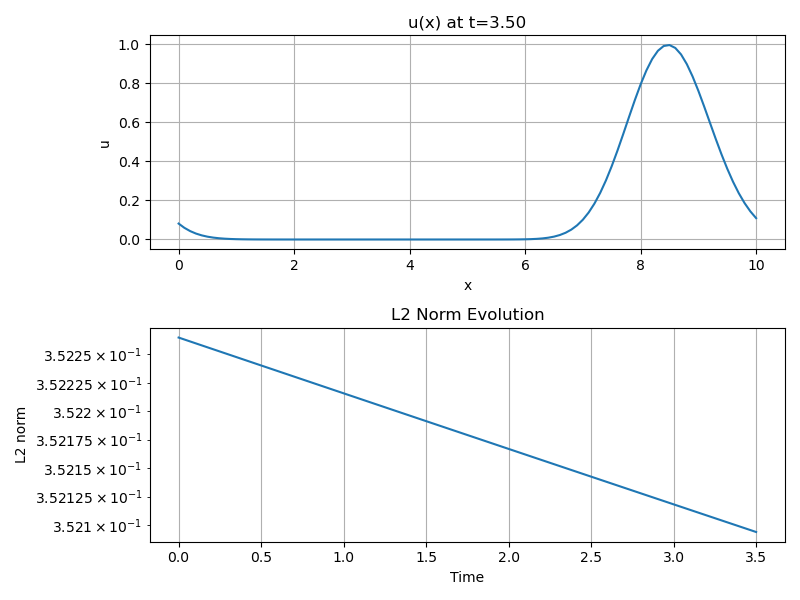 u(x) at t=3.50
1.0
0.8
0.6
0.4
0.2
0.0
u
0 2 4 6 8 10
x
L2 Norm Evolution
3.5225 × 10⁻¹
3.52225 × 10⁻¹
3.522 × 10⁻¹
3.52175 × 10⁻¹
3.5215 × 10⁻¹
3.52125 × 10⁻¹
3.521 × 10⁻¹
L2 norm
0.0 0.5 1.0 1.5 2.0 2.5 3.0 3.5
Time